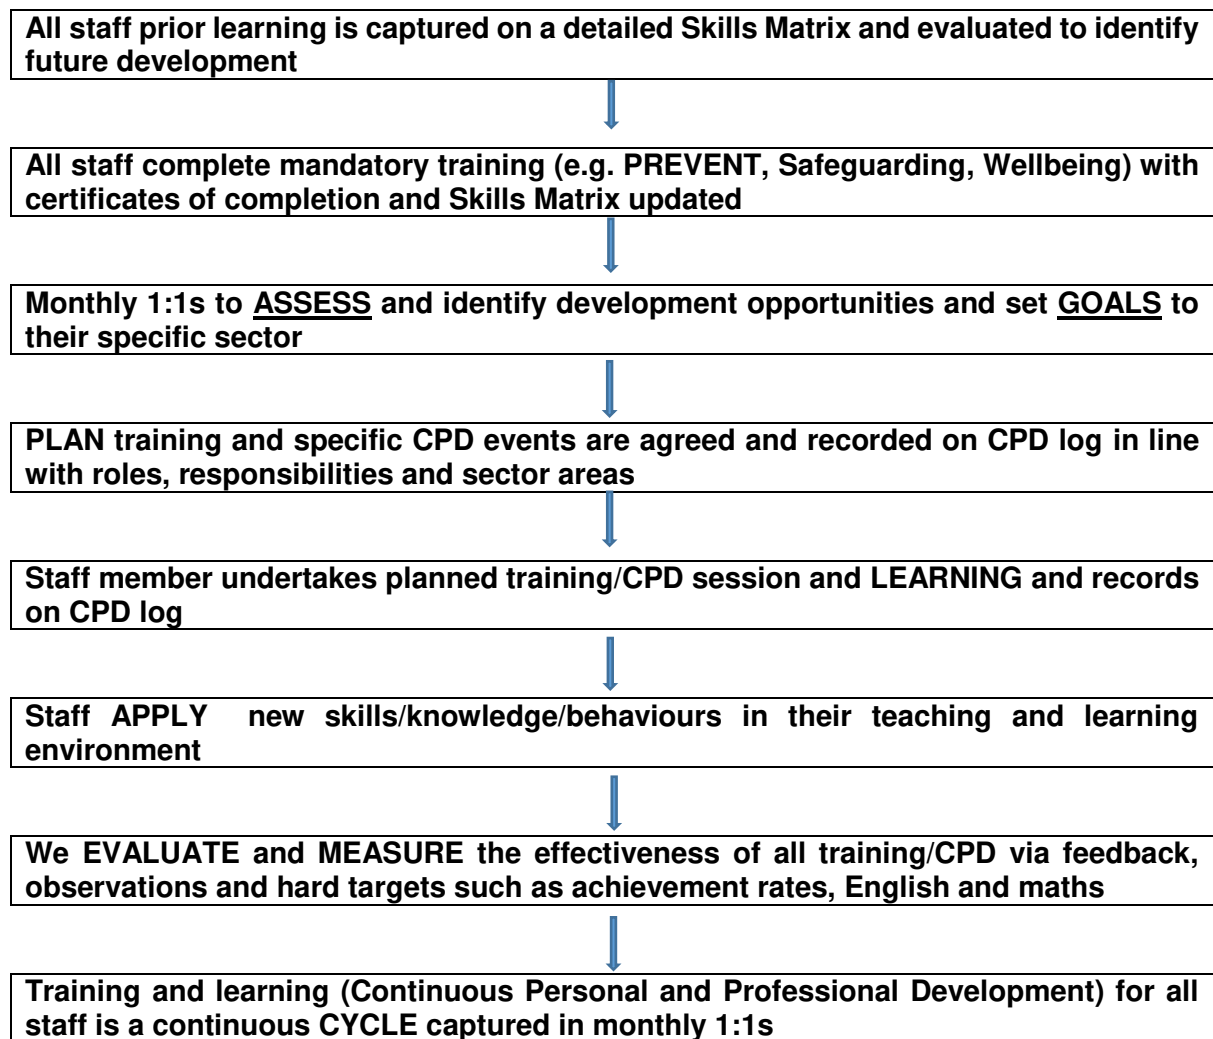 All staff prior learning is captured on a detailed Skills Matrix and evaluated to identify
future development
All staff complete mandatory training (e.g. PREVENT, Safeguarding, Wellbeing) with
certificates of completion and Skills Matrix updated
Monthly 1:1s to ASSESS and identify development opportunities and set GOALS to
their specific sector
PLAN training and specific CPD events are agreed and recorded on CPD log in line
with roles, responsibilities and sector areas
Staff member undertakes planned training/CPD session and LEARNING and records
on CPD log
Staff APPLY new skills/knowledge/behaviours in their teaching and learning
environment
We EVALUATE and MEASURE the effectiveness of all training/CPD via feedback,
observations and hard targets such as achievement rates, English and maths
Training and learning (Continuous Personal and Professional Development) for all
staff is a continuous CYCLE captured in monthly 1:1s